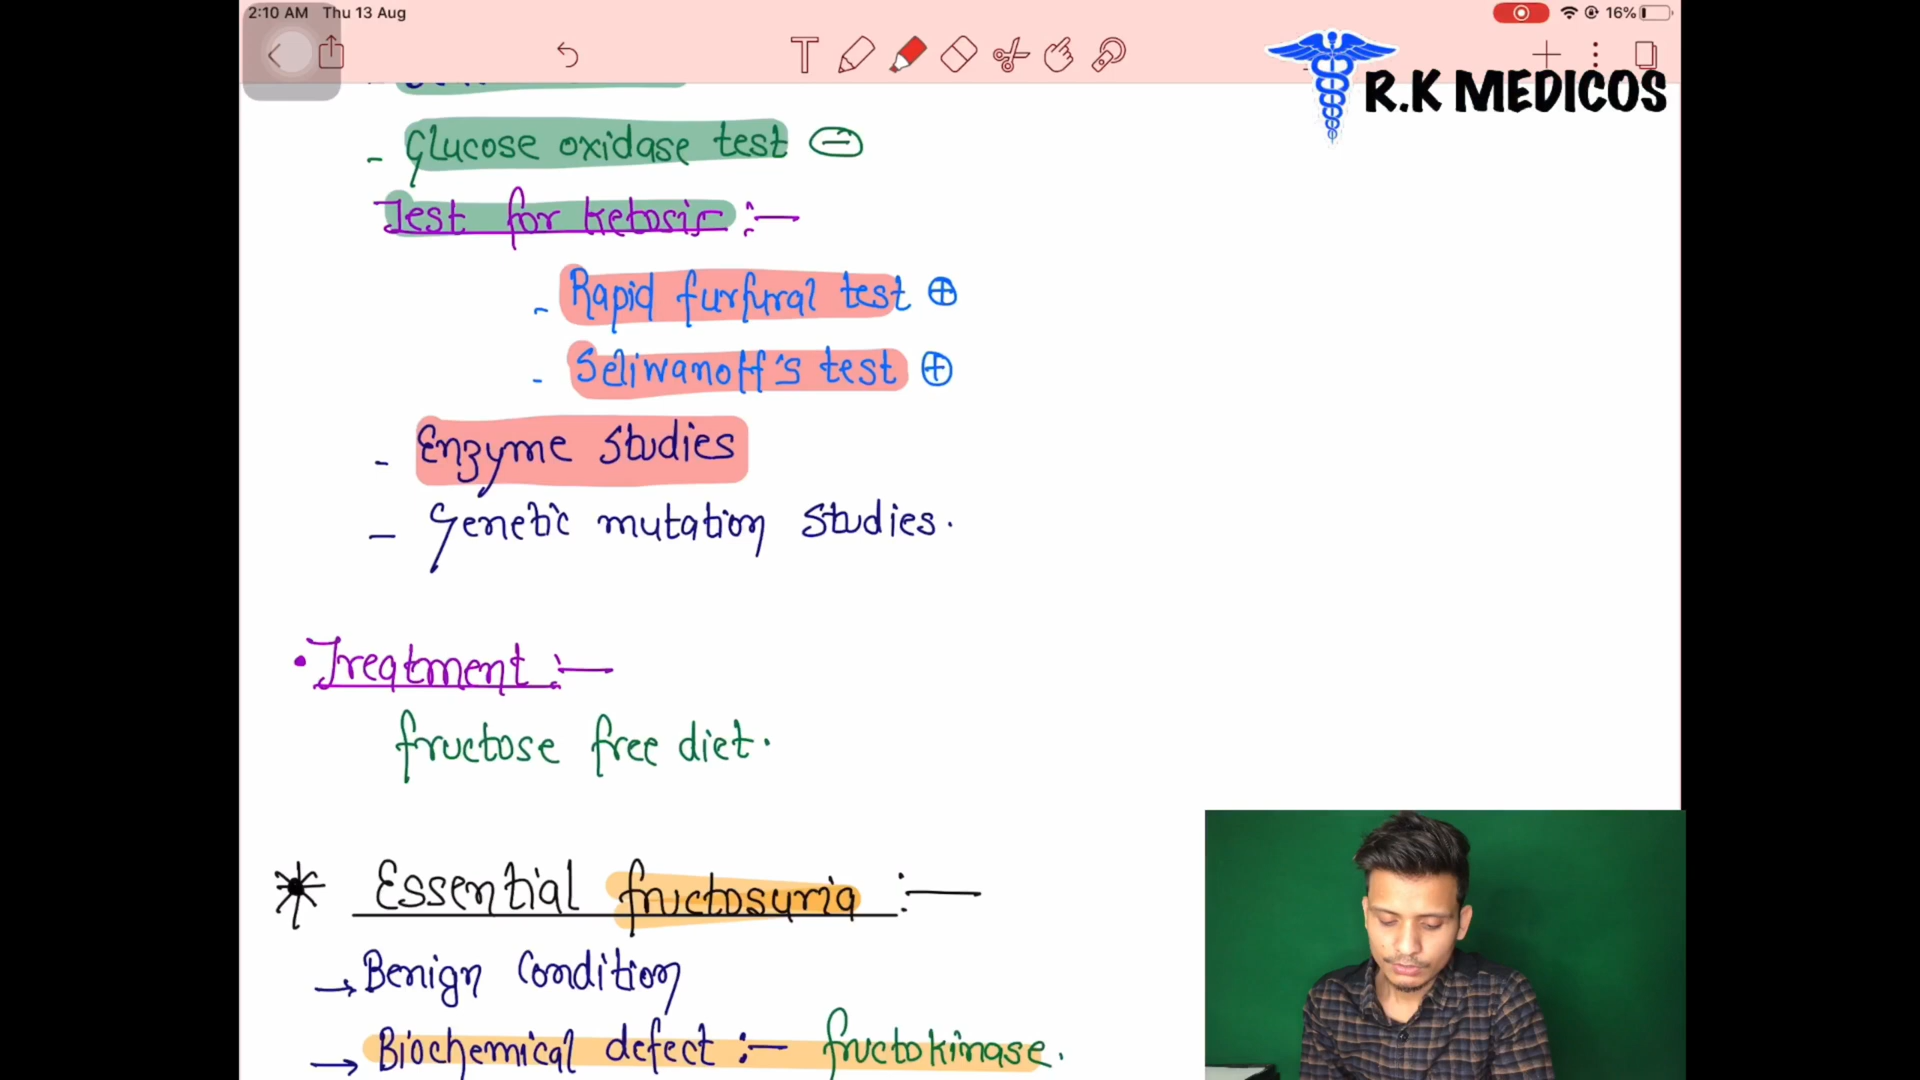 2:10 AM Thu 13 Aug
16%
T
R.K MEDICOS
- Glucose oxidase test ⊖
Test for ketosis :-
- Rapid furfural test ⊕
- Seliwanoff's test ⊕
- Enzyme studies
- Genetic mutation studies.
• Treatment :-
fructose free diet.
* Essential fructosuria :-
→ Benign condition
→ Biochemical defect :- fructokinase.